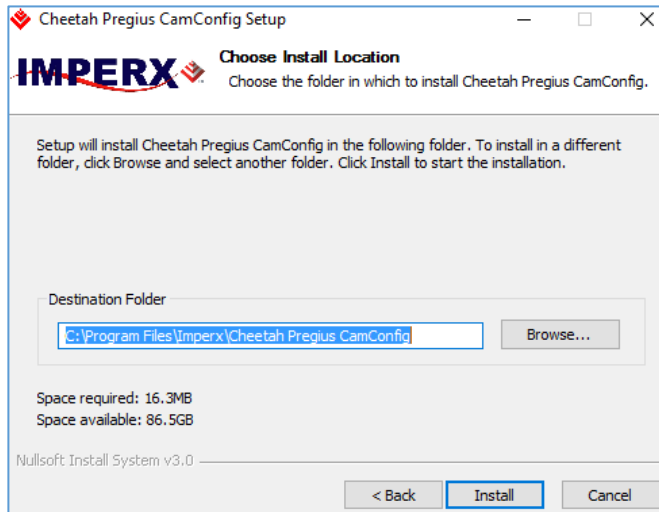 Cheetah Pregius CamConfig Setup
IMPERX
Choose Install Location
Choose the folder in which to install Cheetah Pregius CamConfig.
Setup will install Cheetah Pregius CamConfig in the following folder. To install in a different
folder, click Browse and select another folder. Click Install to start the installation.
Destination Folder
C:\Program Files\Imperx\Cheetah Pregius CamConfig
Browse...
Space required: 16.3MB
Space available: 86.5GB
Nullsoft Install System v3.0
< Back
Install
Cancel